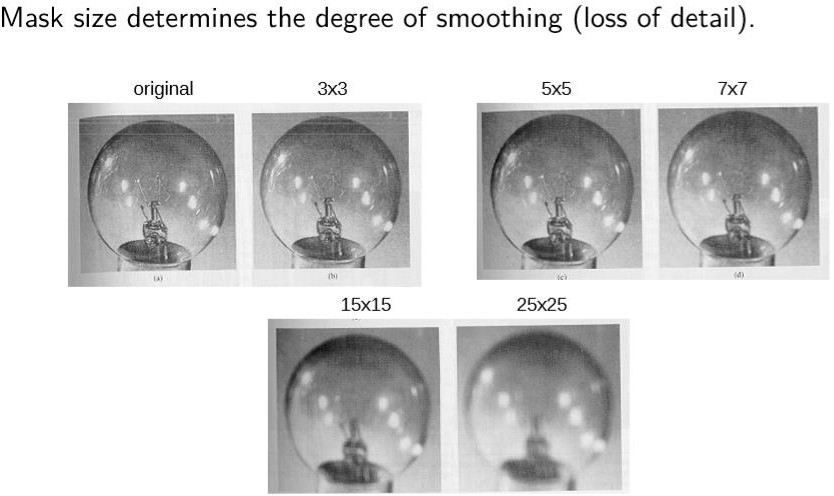 Mask size determines the degree of smoothing (loss of detail).
original 3x3 5x5 7x7
(a) (b) (c) (d)
15x15 25x25